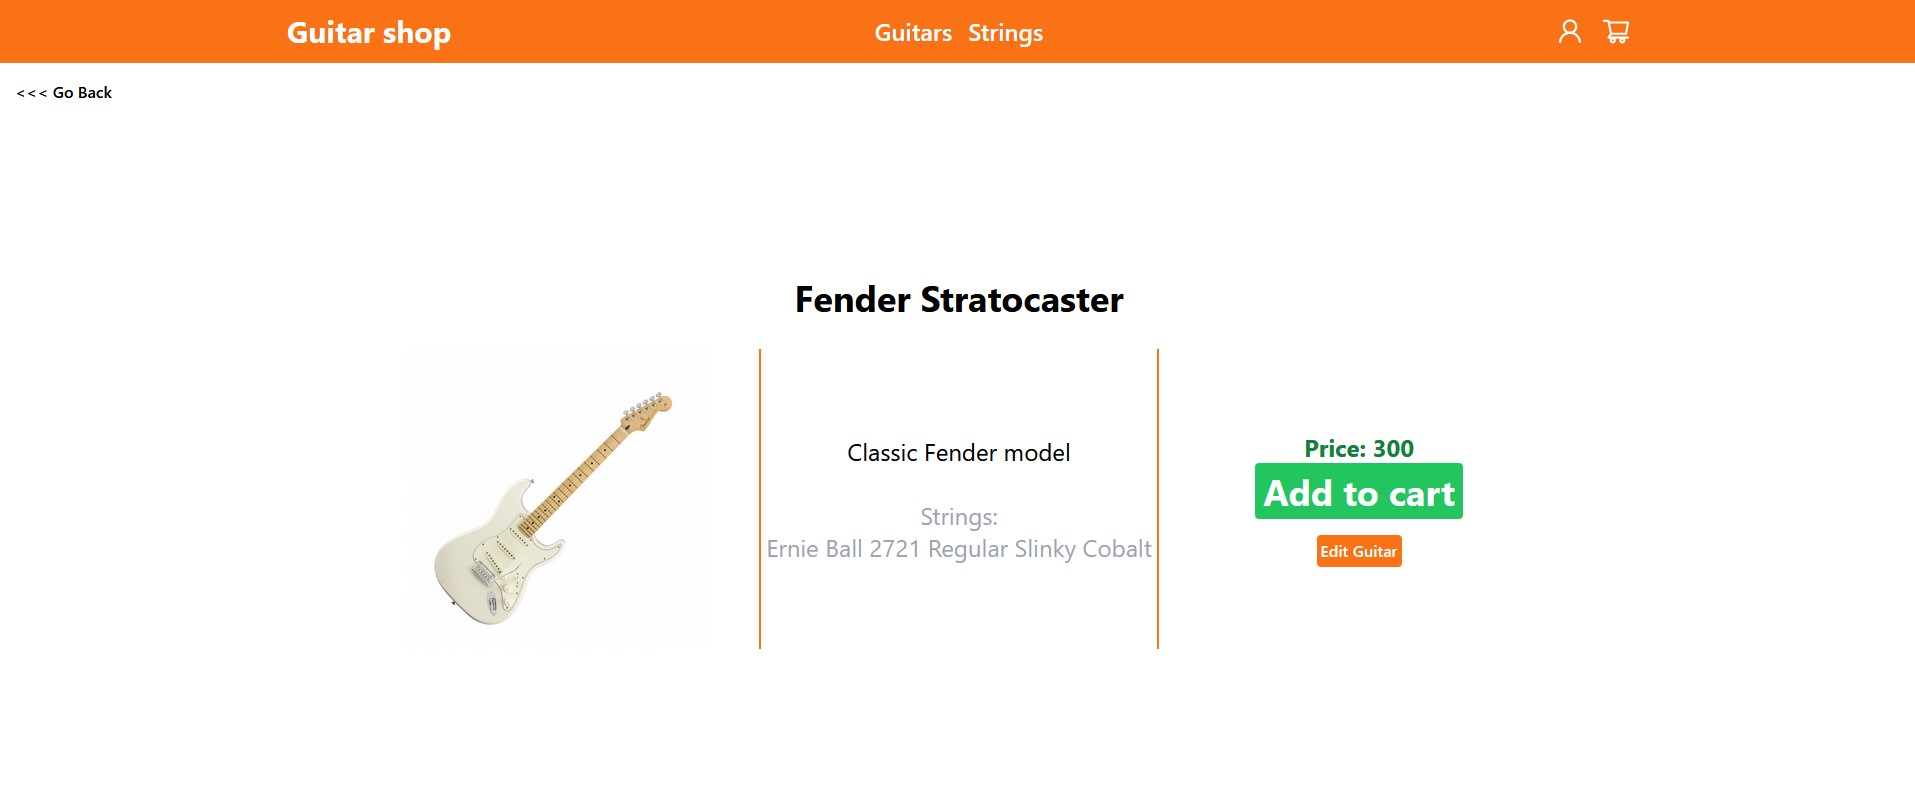 Guitar shop
Guitars Strings
<<< Go Back
Fender Stratocaster
Classic Fender model
Strings:
Ernie Ball 2721 Regular Slinky Cobalt
Price: 300
Add to cart
Edit Guitar